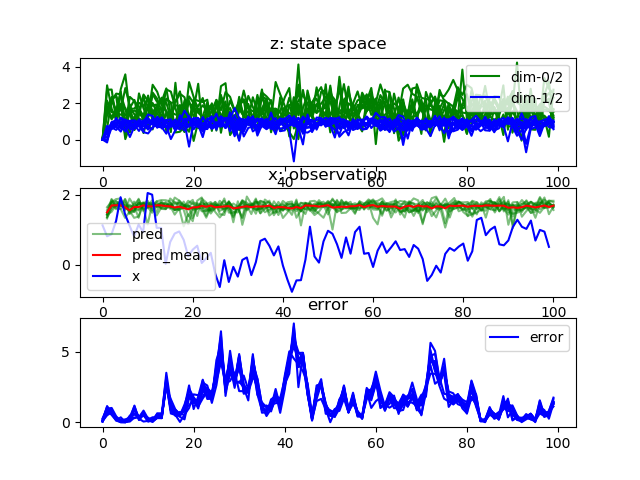 z: state space
4
2
0
dim-0/2
dim-1/2
0 20 40 60 80 100
x: observation
2
0
pred
pred_mean
x
0 20 40 60 80 100
error
5
0
error
0 20 40 60 80 100